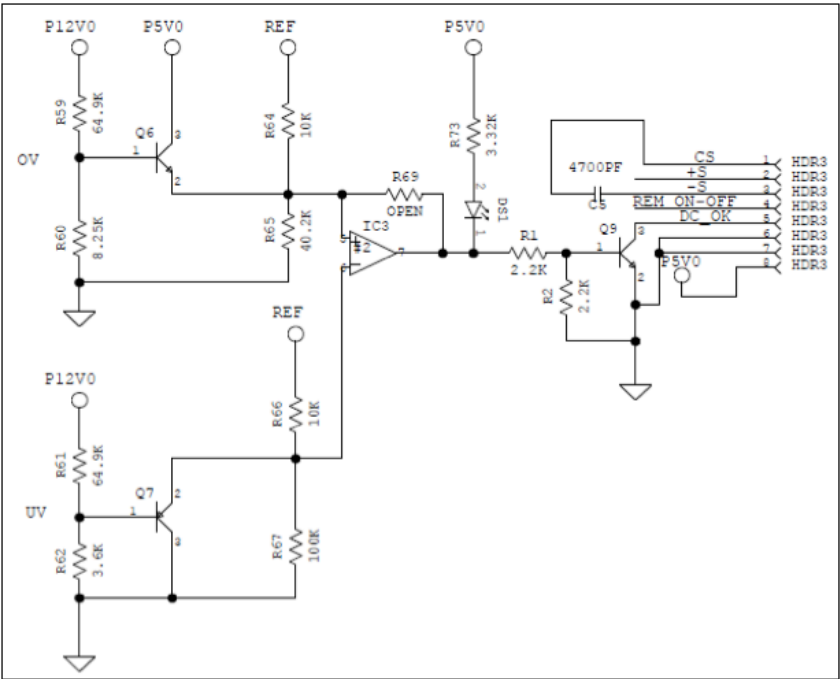 P12V0
P5V0
REF
P5V0
R59
64.9K
Q6
1
3
2
OV
R60
8.25K
R64
10K
R65
40.2K
R69
OPEN
IC3
5
6
7
R73
3.32K
2
DS1
1
R1
2.2K
R2
2.2K
Q9
1
3
2
4700PF
C5
CS
+S
-S
REM ON-OFF
DC_OK
P5V0
1 HDR3
2 HDR3
3 HDR3
4 HDR3
5 HDR3
6 HDR3
7 HDR3
8 HDR3
REF
R66
10K
R67
100K
P12V0
R61
64.9K
Q7
1
2
3
UV
R62
3.6K